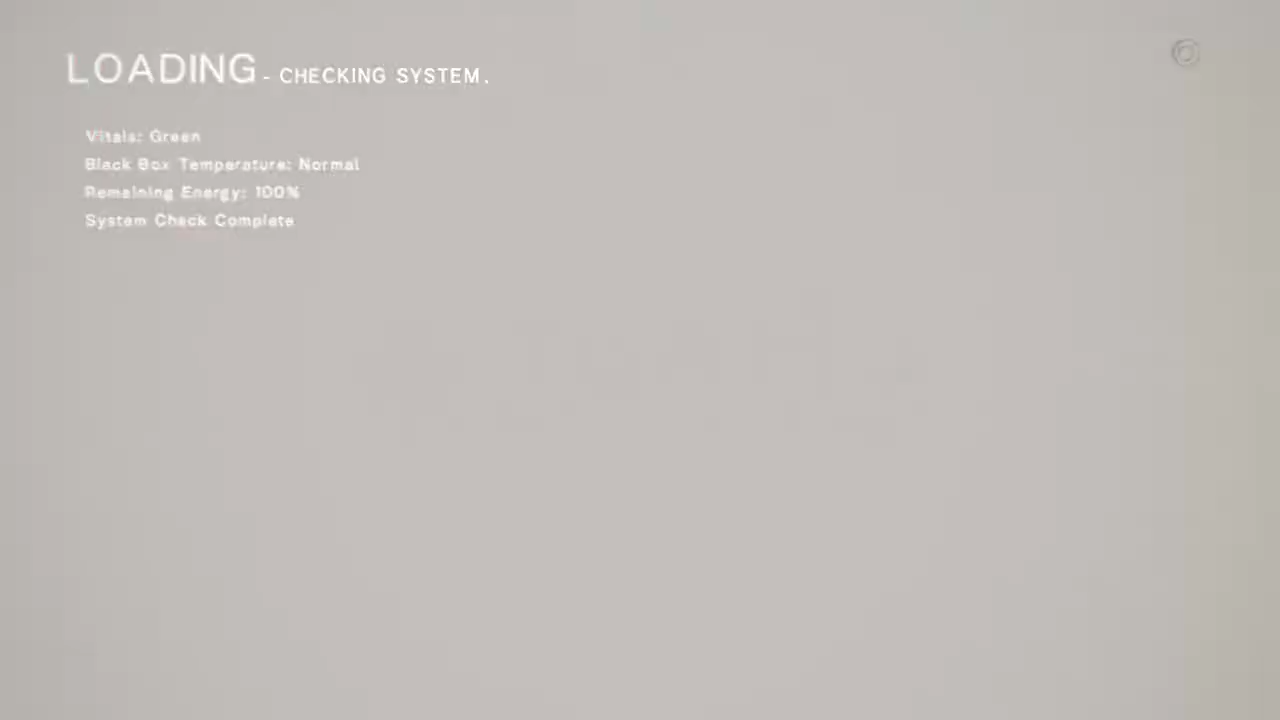 LOADING - CHECKING SYSTEM.
Vitals: Green
Black Box Temperature: Normal
Remaining Energy: 100%
System Check Complete